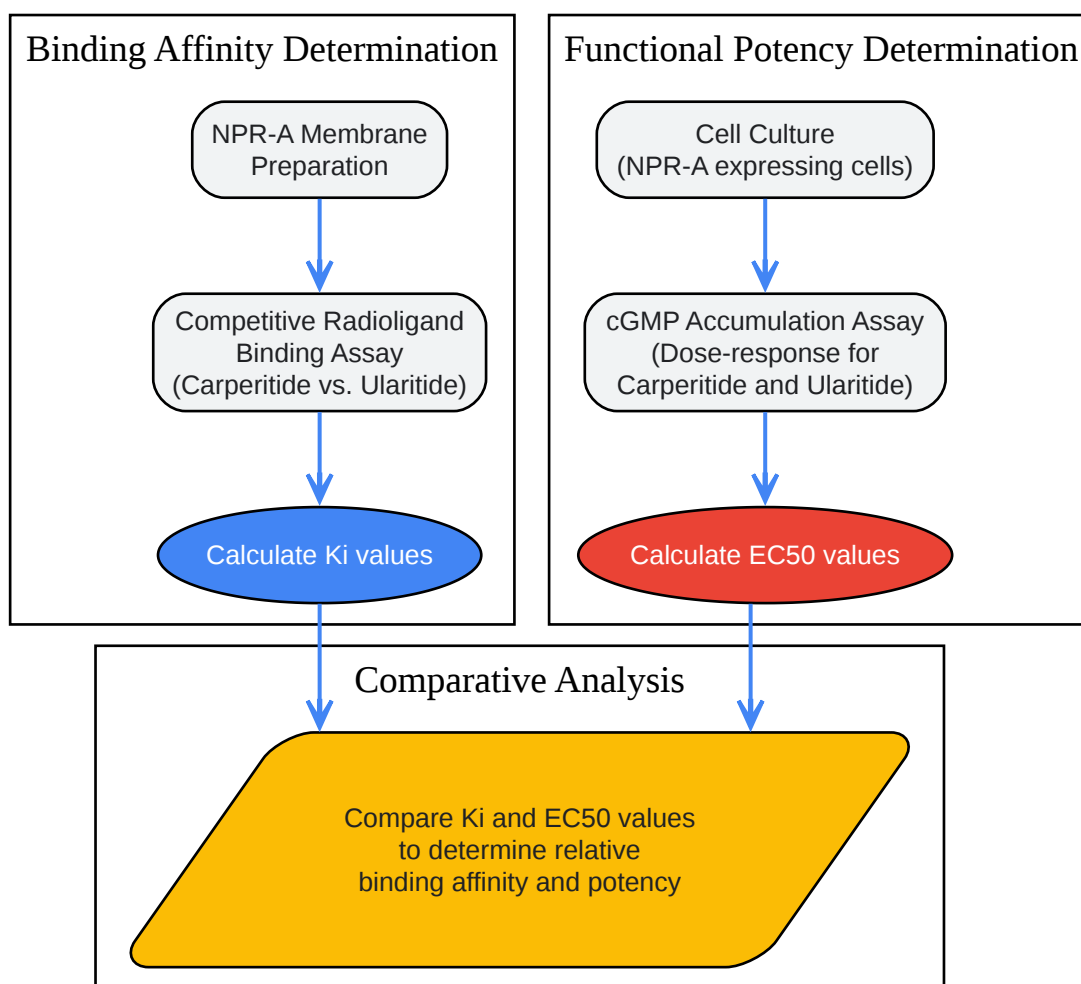 Binding Affinity Determination
NPR-A Membrane
Preparation
Competitive Radioligand
Binding Assay
(Carperitide vs. Ularitide)
Calculate Ki values
Functional Potency Determination
Cell Culture
(NPR-A expressing cells)
cGMP Accumulation Assay
(Dose-response for
Carperitide and Ularitide)
Calculate EC50 values
Comparative Analysis
Compare Ki and EC50 values
to determine relative
binding affinity and potency